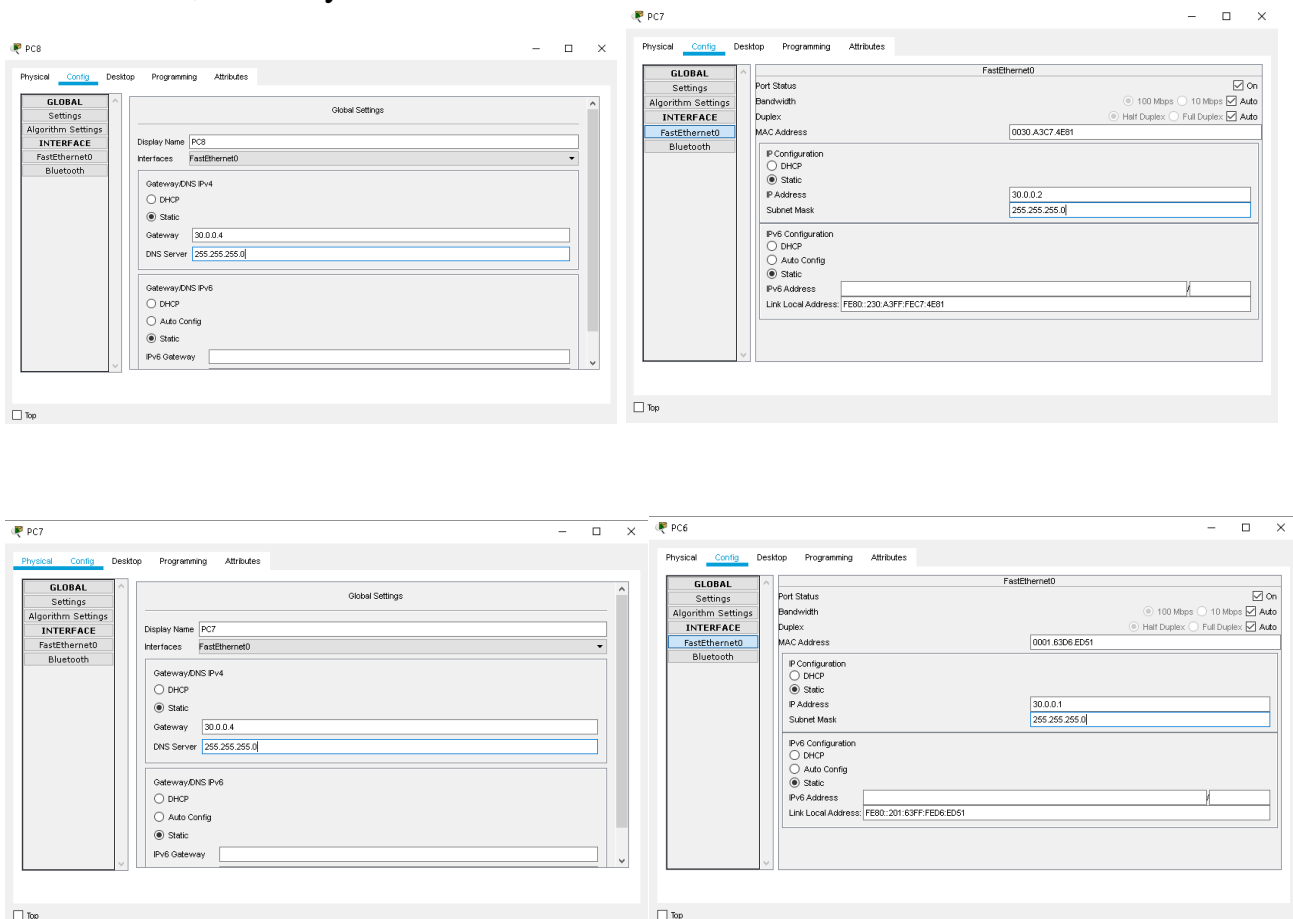 PC8
Physical Config Desktop Programming Attributes
GLOBAL
Settings
Algorithm Settings
INTERFACE
FastEthernet0
Bluetooth
Global Settings
Display Name PC8
Interfaces FastEthernet0
Gateway/DNS IPv4
DHCP
Static
Gateway 30.0.0.4
DNS Server 255.255.255.0
Gateway/DNS IPv6
DHCP
Auto Config
Static
IPv6 Gateway
Top
PC7
Physical Config Desktop Programming Attributes
GLOBAL
Settings
Algorithm Settings
INTERFACE
FastEthernet0
Bluetooth
FastEthernet0
Port Status On
Bandwidth 100 Mbps 10 Mbps Auto
Duplex Half Duplex Full Duplex Auto
MAC Address 0030.A3C7.4E81
IP Configuration
DHCP
Static
IP Address 30.0.0.2
Subnet Mask 255.255.255.0
IPv6 Configuration
DHCP
Auto Config
Static
IPv6 Address /
Link Local Address: FE80::230:A3FF:FEC7:4E81
Top
PC7
Physical Config Desktop Programming Attributes
GLOBAL
Settings
Algorithm Settings
INTERFACE
FastEthernet0
Bluetooth
Global Settings
Display Name PC7
Interfaces FastEthernet0
Gateway/DNS IPv4
DHCP
Static
Gateway 30.0.0.4
DNS Server 255.255.255.0
Gateway/DNS IPv6
DHCP
Auto Config
Static
IPv6 Gateway
Top
PC6
Physical Config Desktop Programming Attributes
GLOBAL
Settings
Algorithm Settings
INTERFACE
FastEthernet0
Bluetooth
FastEthernet0
Port Status On
Bandwidth 100 Mbps 10 Mbps Auto
Duplex Half Duplex Full Duplex Auto
MAC Address 0001.63D6.ED51
IP Configuration
DHCP
Static
IP Address 30.0.0.1
Subnet Mask 255.255.255.0
IPv6 Configuration
DHCP
Auto Config
Static
IPv6 Address /
Link Local Address: FE80::201:63FF:FED6:ED51
Top